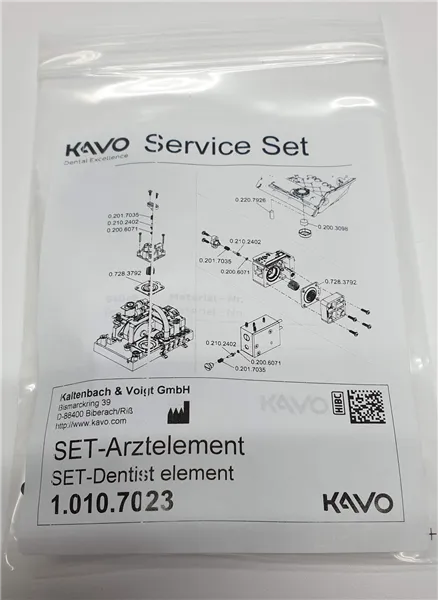 KAVO
Dental Excellence
Service Set
0.201.7035
0.210.2402
0.200.6071
0.728.3792
0.220.7926
0.200.3098
0.210.2402
0.201.7035
0.200.6071
0.728.3792
0.210.2402
0.200.6071
0.201.7035
Kaltenbach & Voigt GmbH
Bismarckring 39
D-88400 Biberach/Riß
http://www.kavo.com
KAVO
HIBC
SET-Arztelement
SET-Dentist element
1.010.7023
KAVO